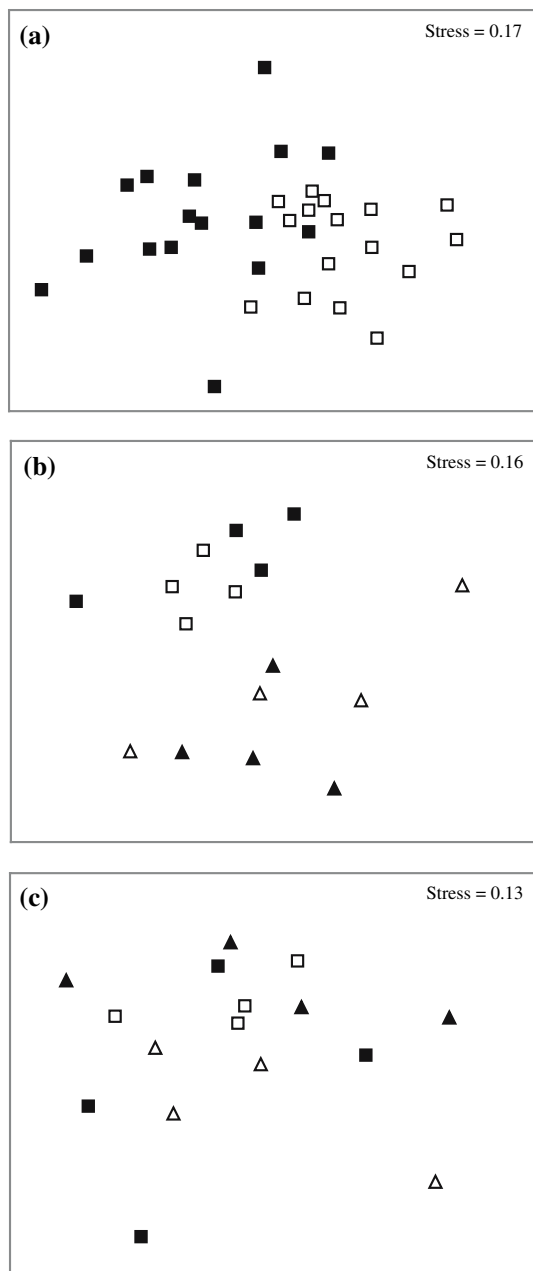 (a)
Stress = 0.17
(b)
Stress = 0.16
(c)
Stress = 0.13